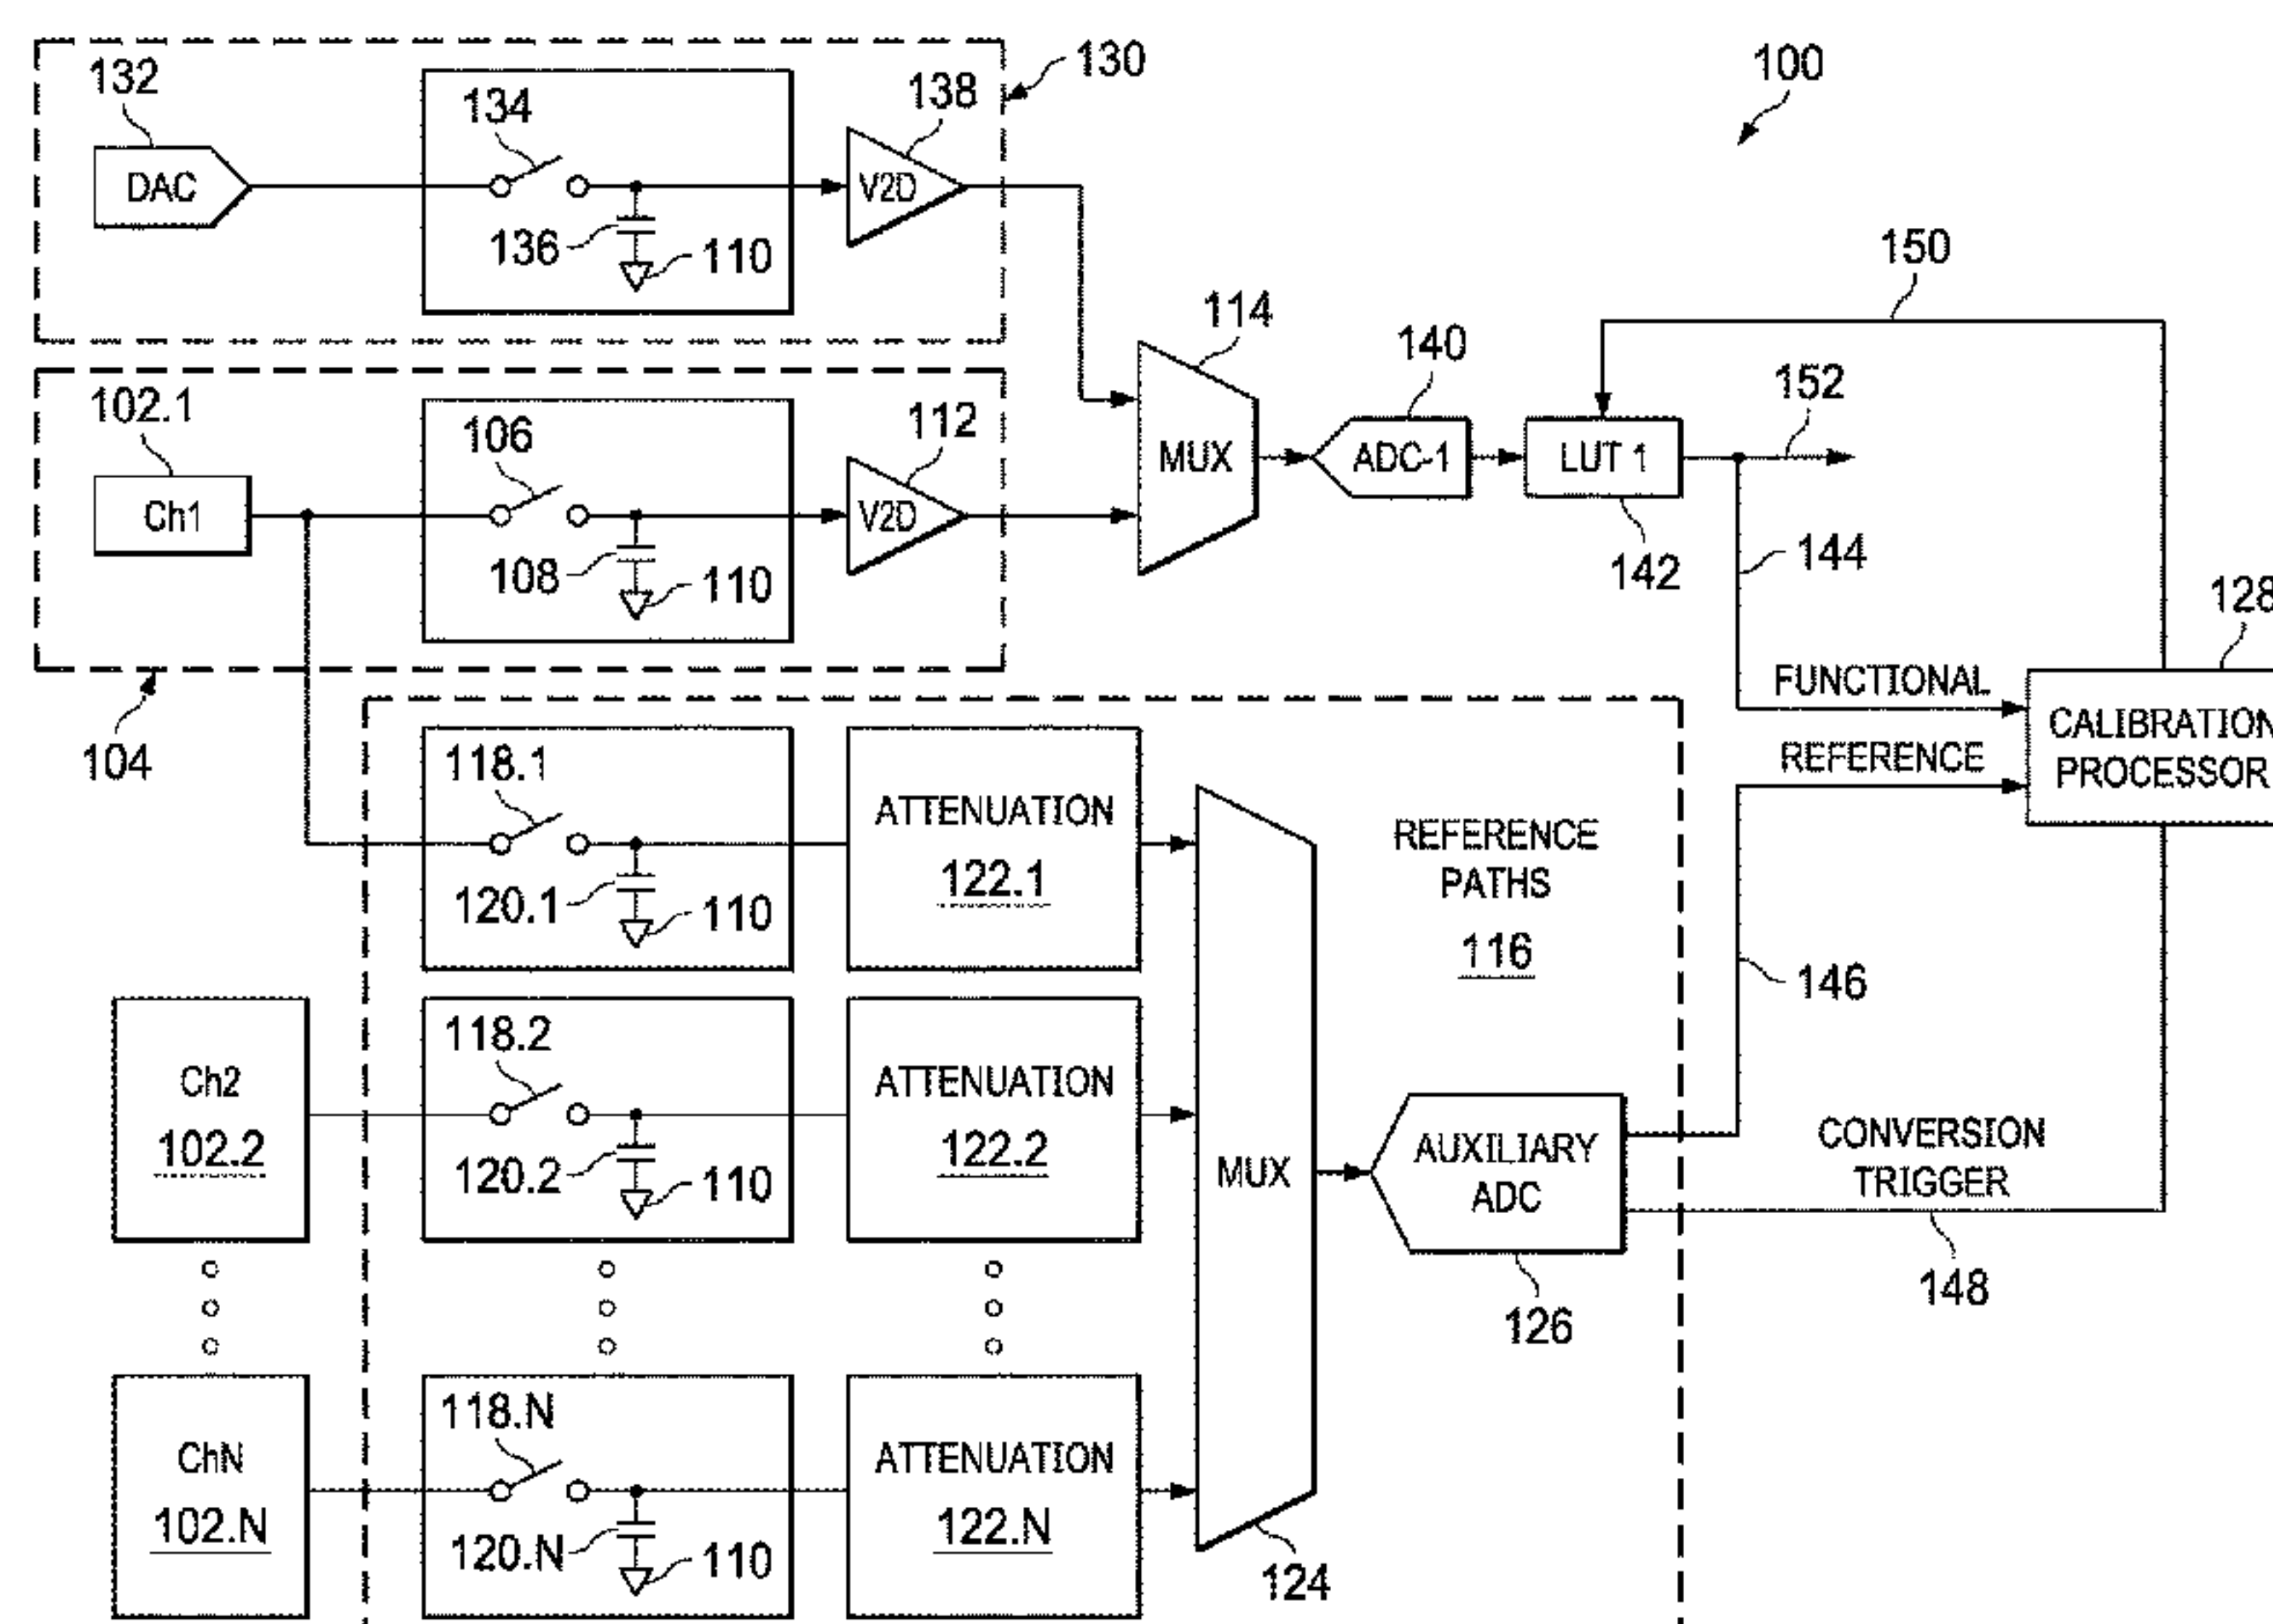 132
134
138
130
100
DAC
V2D
136
110
150
114
140
152
102.1
106
112
Ch1
V2D
MUX
ADC-1
LUT 1
108
110
142
144
128
104
FUNCTIONAL
REFERENCE
CALIBRATION
PROCESSOR
118.1
ATTENUATION
122.1
120.1
110
REFERENCE
PATHS
116
146
118.2
Ch2
102.2
ATTENUATION
122.2
120.2
110
MUX
AUXILIARY
ADC
CONVERSION
TRIGGER
148
126
118.N
ChN
102.N
ATTENUATION
122.N
120.N
110
124